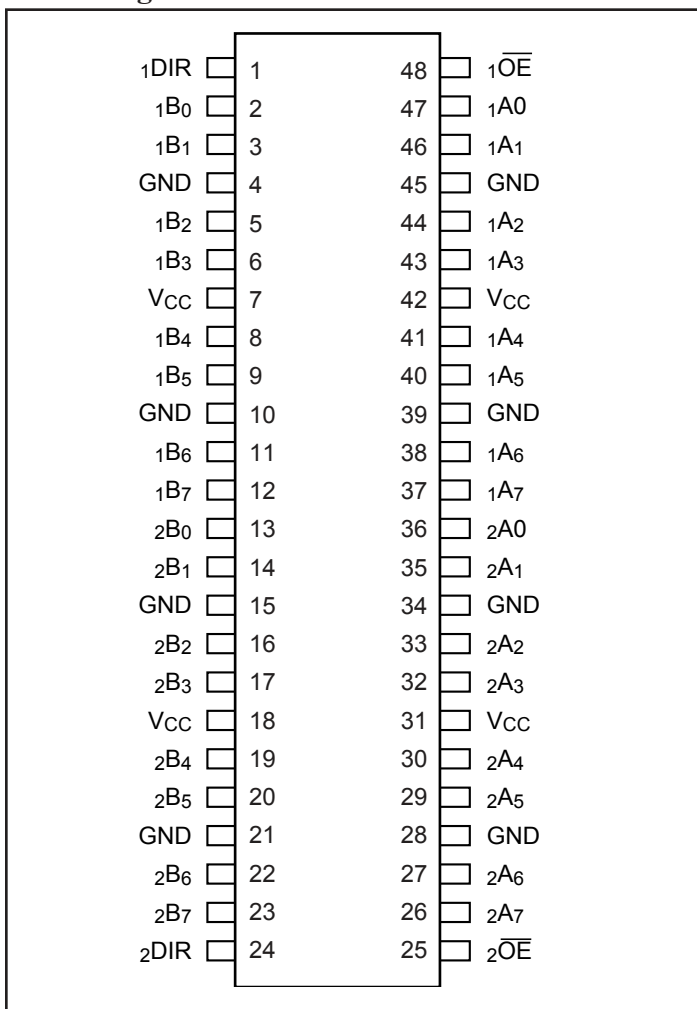 ₁DIR 1 48 ₁O̅E̅
₁B₀ 2 47 ₁A0
₁B₁ 3 46 ₁A₁
GND 4 45 GND
₁B₂ 5 44 ₁A₂
₁B₃ 6 43 ₁A₃
VCC 7 42 VCC
₁B₄ 8 41 ₁A₄
₁B₅ 9 40 ₁A₅
GND 10 39 GND
₁B₆ 11 38 ₁A₆
₁B₇ 12 37 ₁A₇
₂B₀ 13 36 ₂A0
₂B₁ 14 35 ₂A₁
GND 15 34 GND
₂B₂ 16 33 ₂A₂
₂B₃ 17 32 ₂A₃
VCC 18 31 VCC
₂B₄ 19 30 ₂A₄
₂B₅ 20 29 ₂A₅
GND 21 28 GND
₂B₆ 22 27 ₂A₆
₂B₇ 23 26 ₂A₇
₂DIR 24 25 ₂O̅E̅